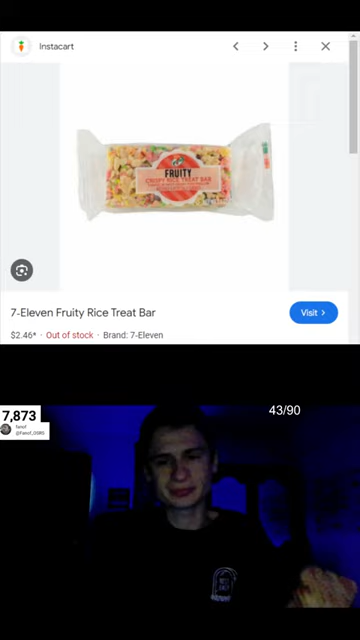 Instacart
FRUITY
CRISPY RICE TREAT BAR
7-Eleven Fruity Rice Treat Bar
Visit
$2.46* · Out of stock · Brand: 7-Eleven
7,873
43/90
fanof